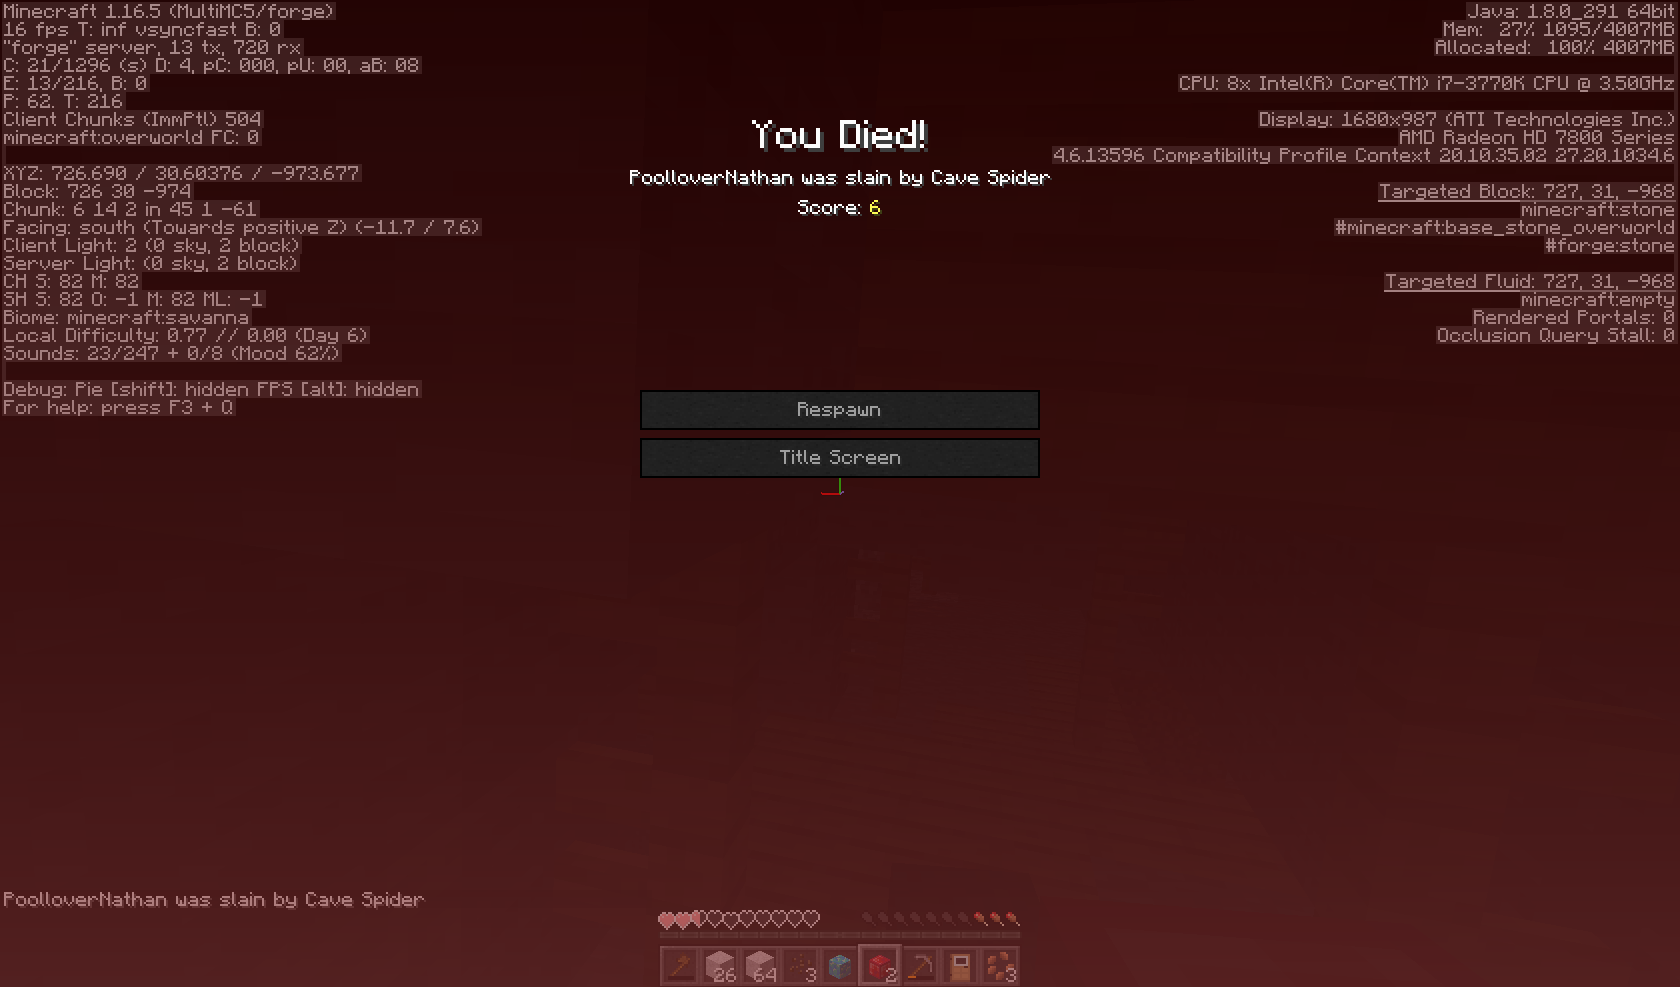 Minecraft 1.16.5 (MultiMC5/forge)
16 fps T: inf vsyncfast B: 0
"forge" server, 13 tx, 720 rx
C: 21/1296 (s) D: 4, pC: 000, pU: 00, aB: 08
E: 13/216, B: 0
P: 62. T: 216
Client Chunks (ImmPtl) 504
minecraft:overworld FC: 0
XYZ: 726.690 / 30.60376 / -973.677
Block: 726 30 -974
Chunk: 6 14 2 in 45 1 -61
Facing: south (Towards positive Z) (-11.7 / 7.6)
Client Light: 2 (0 sky, 2 block)
Server Light: (0 sky, 2 block)
CH S: 82 M: 82
SH S: 82 O: -1 M: 82 ML: -1
Biome: minecraft:savanna
Local Difficulty: 0.77 // 0.00 (Day 6)
Sounds: 23/247 + 0/8 (Mood 62%)
Debug: Pie [shift]: hidden FPS [alt]: hidden
For help: press F3 + Q
Java: 1.8.0_291 64bit
Mem: 27% 1095/4007MB
Allocated: 100% 4007MB
CPU: 8x Intel(R) Core(TM) i7-3770K CPU @ 3.50GHz
Display: 1680x987 (ATI Technologies Inc.)
AMD Radeon HD 7800 Series
4.6.13596 Compatibility Profile Context 20.10.35.02 27.20.1034.6
Targeted Block: 727, 31, -968
minecraft:stone
#minecraft:base_stone_overworld
#forge:stone
Targeted Fluid: 727, 31, -968
minecraft:empty
Rendered Portals: 0
Occlusion Query Stall: 0
You Died!
PoolloverNathan was slain by Cave Spider
Score: 6
Respawn
Title Screen
PoolloverNathan was slain by Cave Spider
26 64 3 2 3